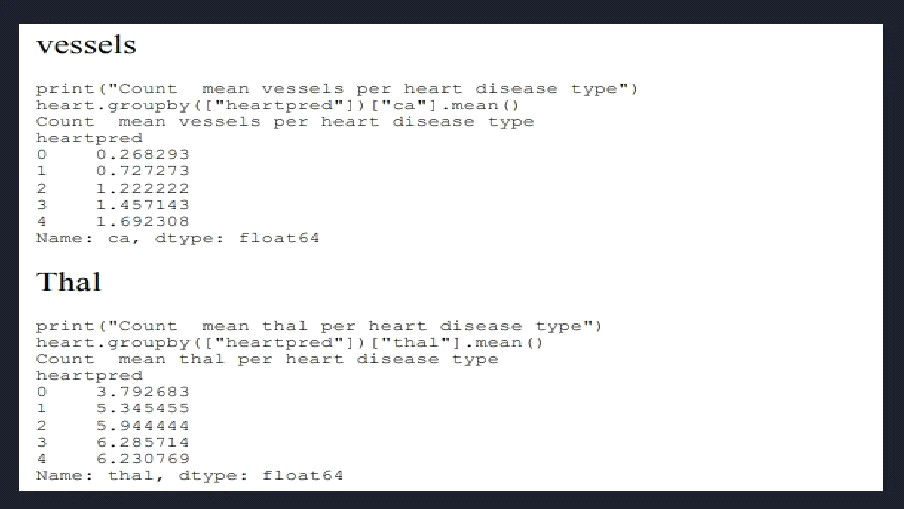 vessels
print("Count  mean vessels per heart disease type")
heart.groupby(["heartpred"])["ca"].mean()
Count  mean vessels per heart disease type
heartpred
0    0.268293
1    0.727273
2    1.222222
3    1.457143
4    1.692308
Name: ca, dtype: float64
Thal
print("Count  mean thal per heart disease type")
heart.groupby(["heartpred"])["thal"].mean()
Count  mean thal per heart disease type
heartpred
0    3.792683
1    5.345455
2    5.944444
3    6.285714
4    6.230769
Name: thal, dtype: float64